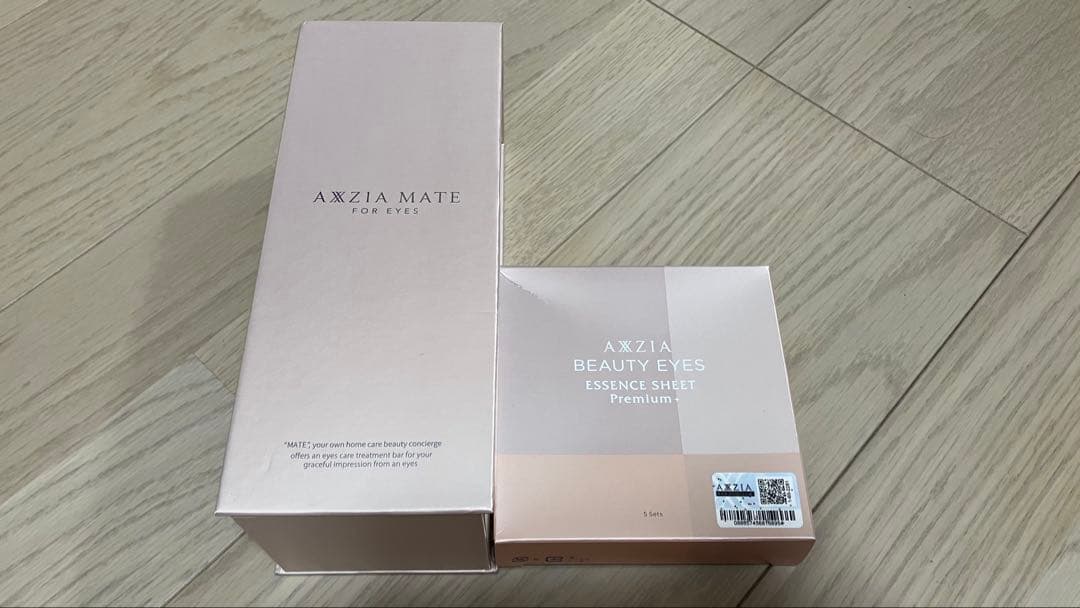 AXXZIA MATE
FOR EYES
"MATE", your own home care beauty concierge
offers an eyes care treatment bar for your
graceful impression from an eyes
AXXZIA
BEAUTY EYES
ESSENCE SHEET
Premium+
5 Sets
AXXZIA